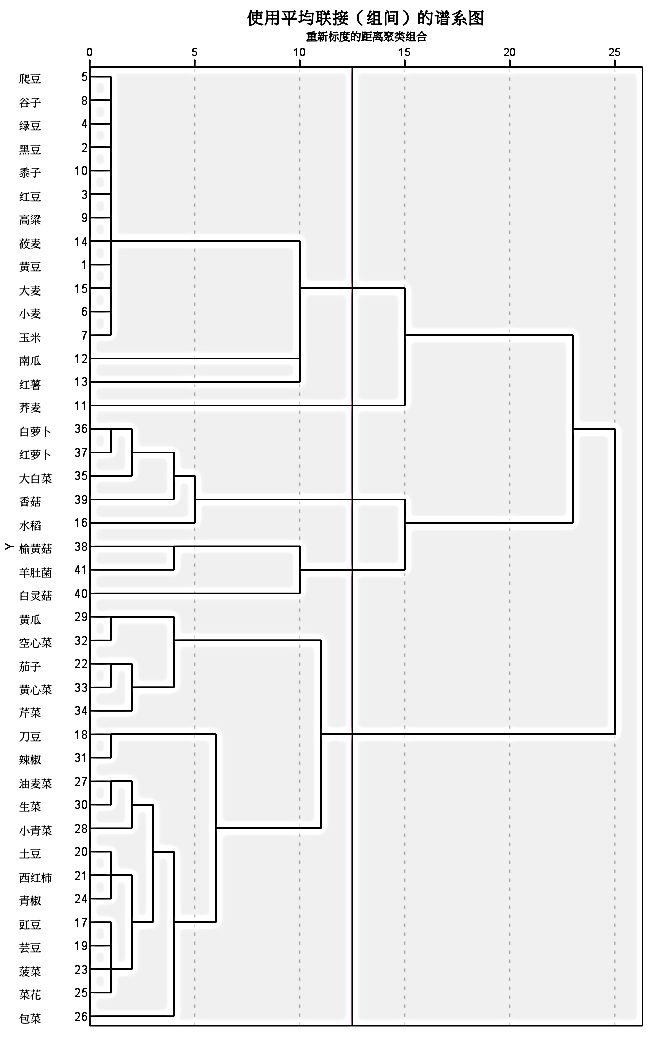 使用平均联接（组间）的谱系图
重新标度的距离聚类组合
0 5 10 15 20 25
爬豆 5
谷子 8
绿豆 4
黑豆 2
黍子 10
红豆 3
高粱 9
莜麦 14
黄豆 1
大麦 15
小麦 6
玉米 7
南瓜 12
红薯 13
荞麦 11
白萝卜 36
红萝卜 37
大白菜 35
香菇 39
水稻 16
Y
榆黄菇 38
羊肚菌 41
白灵菇 40
黄瓜 29
空心菜 32
茄子 22
黄心菜 33
芹菜 34
刀豆 18
辣椒 31
油麦菜 27
生菜 30
小青菜 28
土豆 20
西红柿 21
青椒 24
豇豆 17
芸豆 19
菠菜 23
菜花 25
包菜 26